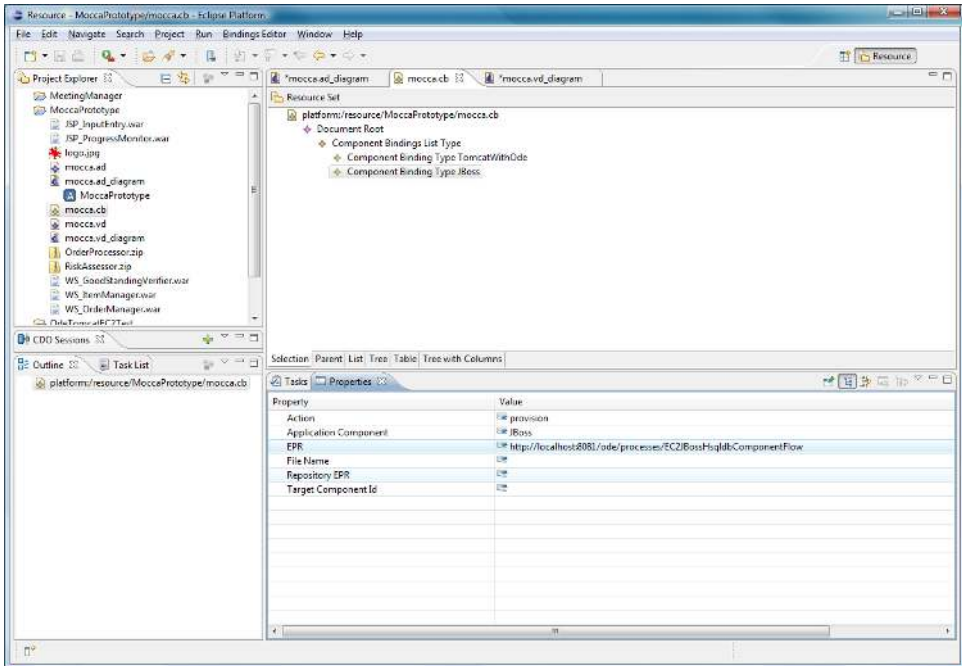 Resource - MoccaPrototype/mocca.cb - Eclipse Platform
File Edit Navigate Search Project Run Bindings Editor Window Help
Resource
Project Explorer
MeetingManager
MoccaPrototype
JSP_InputEntry.war
JSP_ProgressMonitor.war
logo.jpg
mocca.ad
mocca.ad_diagram
MoccaPrototype
mocca.cb
mocca.vd
mocca.vd_diagram
OrderProcessor.zip
RiskAssessor.zip
WS_GoodStandingVerifier.war
WS_ItemManager.war
WS_OrderManager.war
OdeTomcatEC2Test
CDO Sessions
Outline Task List
platform:/resource/MoccaPrototype/mocca.cb
*mocca.ad_diagram mocca.cb *mocca.vd_diagram
Resource Set
platform:/resource/MoccaPrototype/mocca.cb
Document Root
Component Bindings List Type
Component Binding Type TomcatWithOde
Component Binding Type JBoss
Selection Parent List Tree Table Tree with Columns
Tasks Properties
Property Value
Action provision
Application Component JBoss
EPR http://localhost:8081/ode/processes/EC2JBossHsqldbComponentFlow
File Name
Repository EPR
Target Component Id